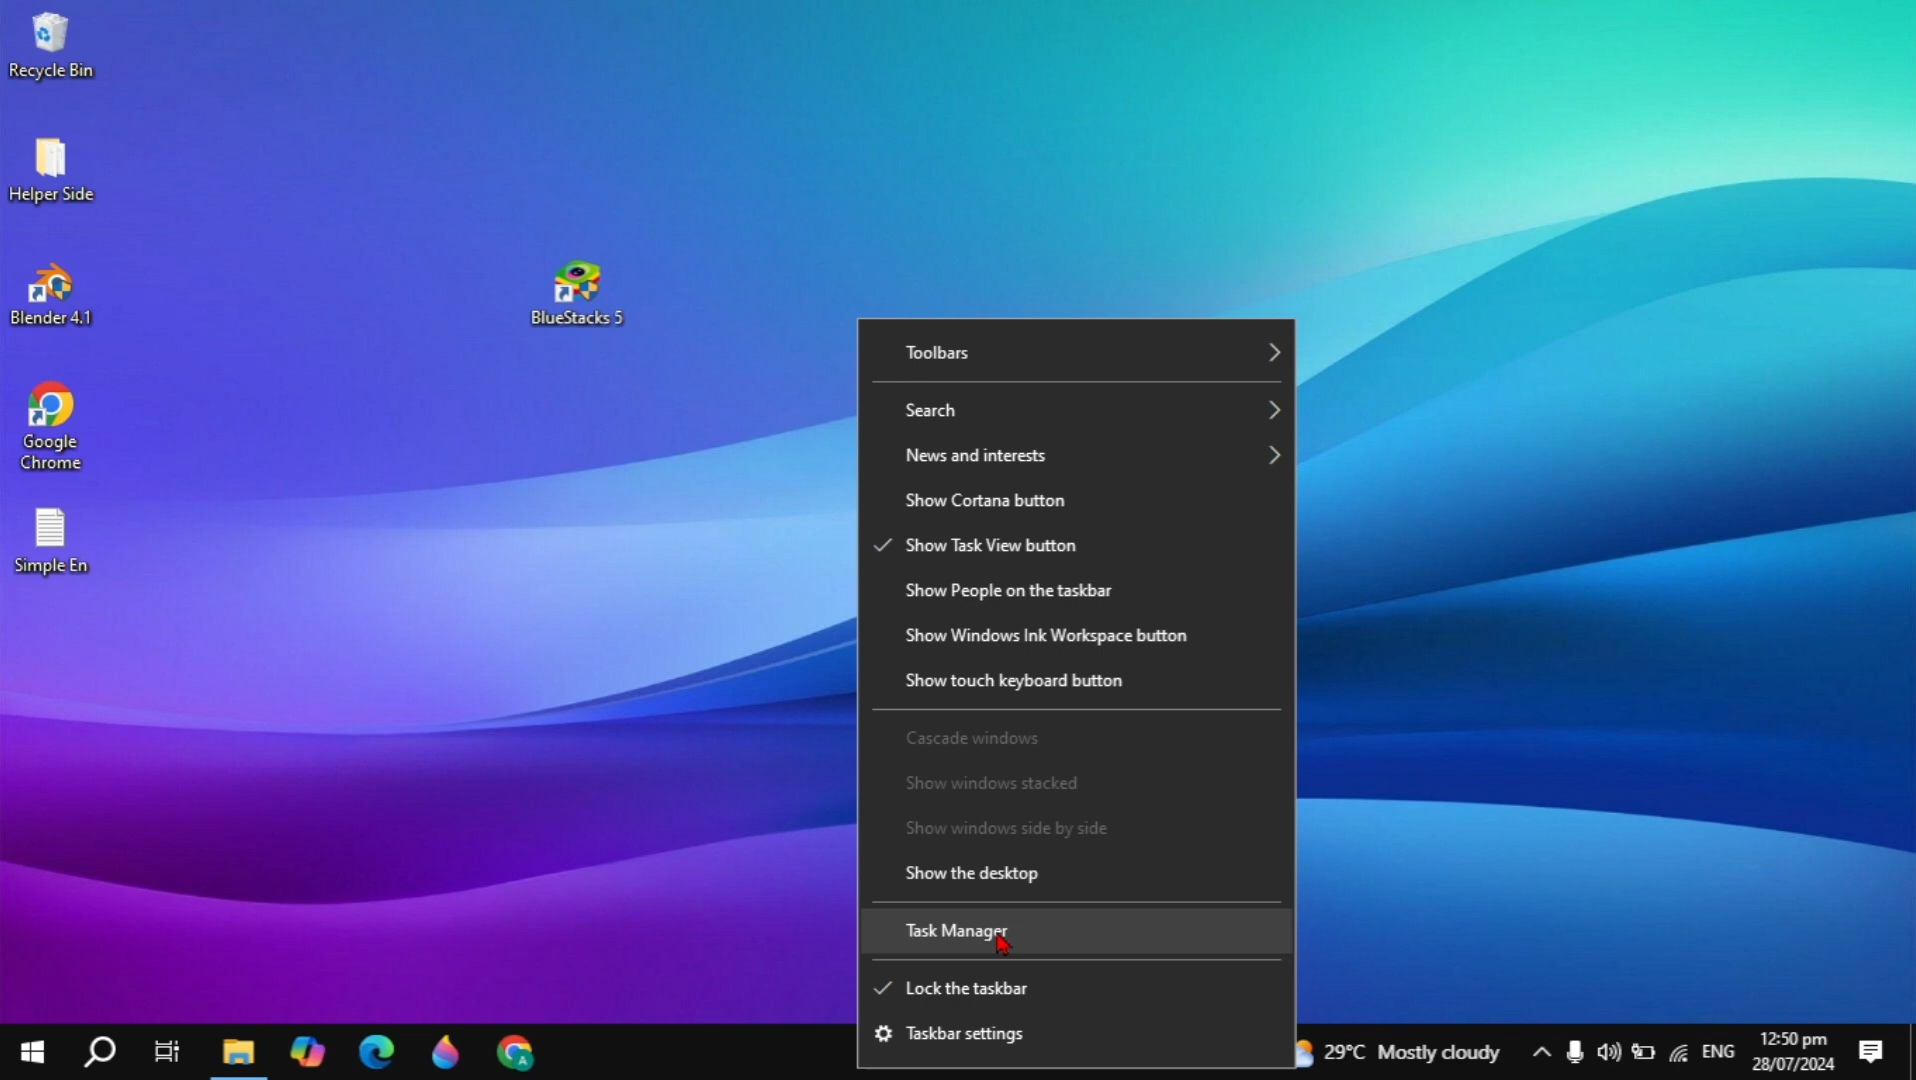 Recycle Bin
Helper Side
Blender 4.1
Google
Chrome
Simple En
BlueStacks 5
Toolbars
Search
News and interests
Show Cortana button
Show Task View button
Show People on the taskbar
Show Windows Ink Workspace button
Show touch keyboard button
Cascade windows
Show windows stacked
Show windows side by side
Show the desktop
Task Manager
Lock the taskbar
Taskbar settings
A
29°C Mostly cloudy
ENG
12:50 pm
28/07/2024